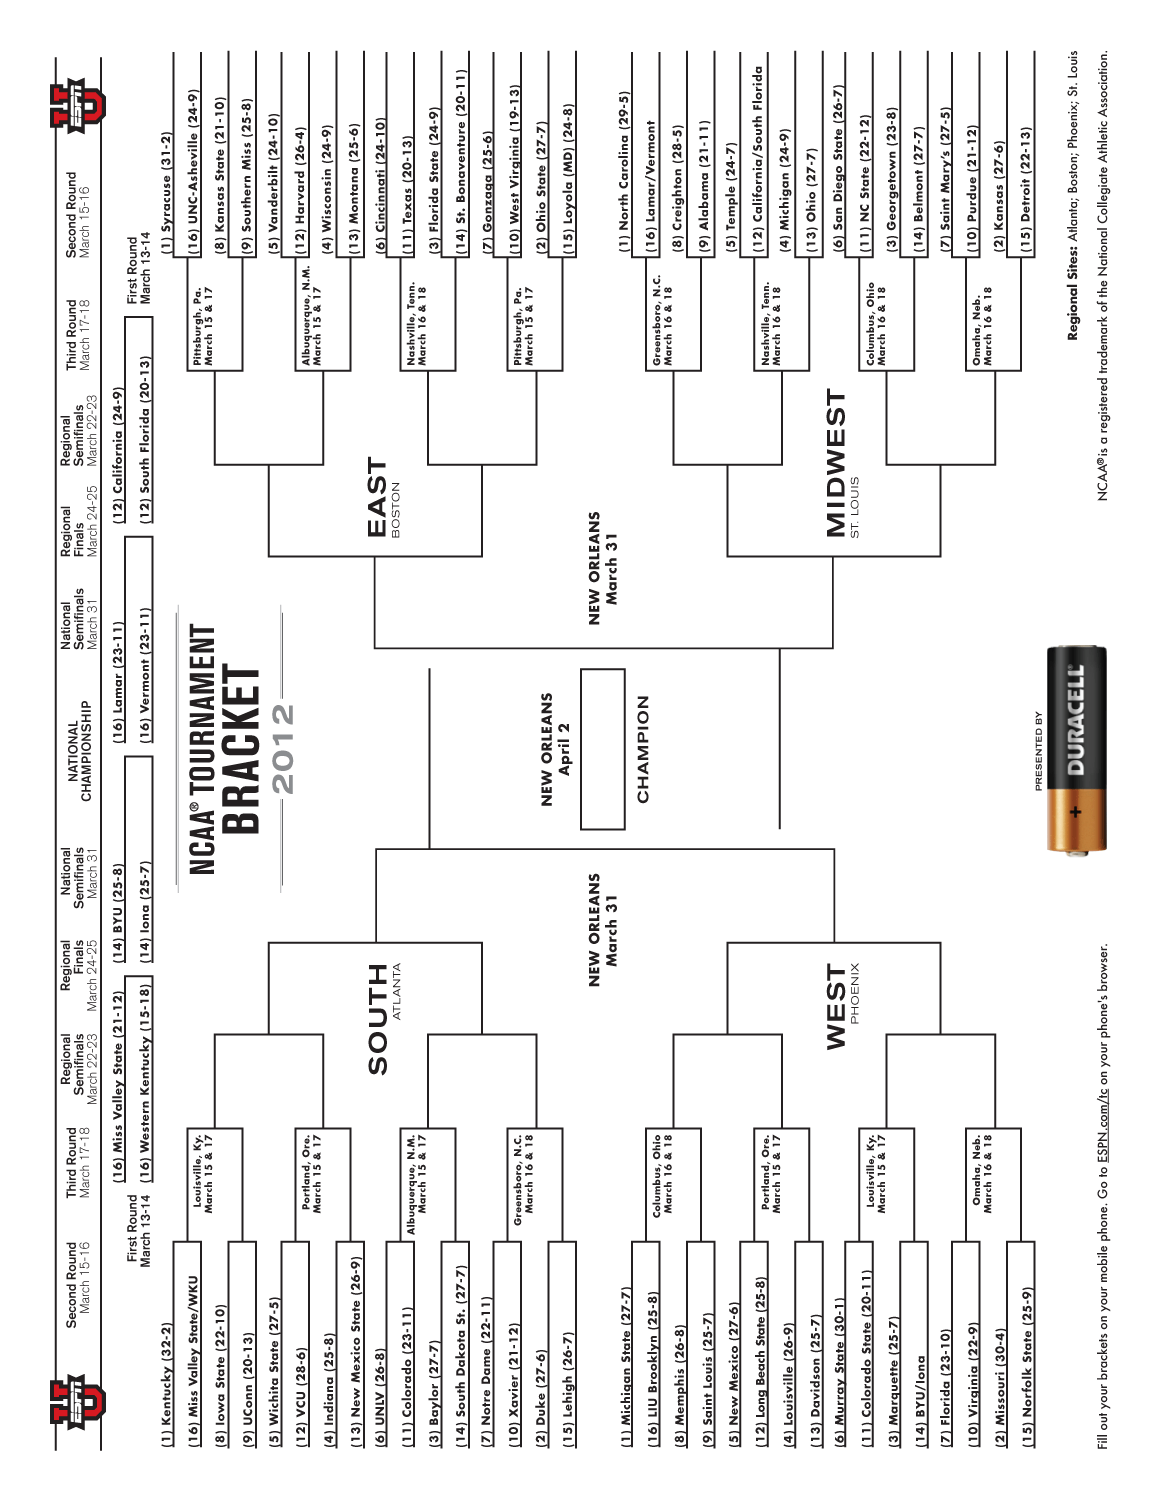 ESPN
Second Round
March 15-16
Third Round
March 17-18
Regional
Semifinals
March 22-23
Regional
Finals
March 24-25
National
Semifinals
March 31
NATIONAL
CHAMPIONSHIP
National
Semifinals
March 31
Regional
Finals
March 24-25
Regional
Semifinals
March 22-23
Third Round
March 17-18
Second Round
March 15-16
ESPN
First Round
March 13-14
(16) Miss Valley State (21-12)
(16) Western Kentucky (15-18)
(14) BYU (25-8)
(14) Iona (25-7)
(16) Lamar (23-11)
(16) Vermont (23-11)
(12) California (24-9)
(12) South Florida (20-13)
First Round
March 13-14
NCAA® TOURNAMENT
BRACKET
2012
(1) Kentucky (32-2)
(16) Miss Valley State/WKU
(8) Iowa State (22-10)
(9) UConn (20-13)
(5) Wichita State (27-5)
(12) VCU (28-6)
(4) Indiana (25-8)
(13) New Mexico State (26-9)
(6) UNLV (26-8)
(11) Colorado (23-11)
(3) Baylor (27-7)
(14) South Dakota St. (27-7)
(7) Notre Dame (22-11)
(10) Xavier (21-12)
(2) Duke (27-6)
(15) Lehigh (26-7)
Louisville, Ky.
March 15 & 17
Portland, Ore.
March 15 & 17
Albuquerque, N.M.
March 15 & 17
Greensboro, N.C.
March 16 & 18
SOUTH
ATLANTA
(1) Michigan State (27-7)
(16) LIU Brooklyn (25-8)
(8) Memphis (26-8)
(9) Saint Louis (25-7)
(5) New Mexico (27-6)
(12) Long Beach State (25-8)
(4) Louisville (26-9)
(13) Davidson (25-7)
(6) Murray State (30-1)
(11) Colorado State (20-11)
(3) Marquette (25-7)
(14) BYU/Iona
(7) Florida (23-10)
(10) Virginia (22-9)
(2) Missouri (30-4)
(15) Norfolk State (25-9)
Columbus, Ohio
March 16 & 18
Portland, Ore.
March 15 & 17
Louisville, Ky.
March 15 & 17
Omaha, Neb.
March 16 & 18
WEST
PHOENIX
NEW ORLEANS
March 31
NEW ORLEANS
April 2
CHAMPION
NEW ORLEANS
March 31
(1) Syracuse (31-2)
(16) UNC-Asheville (24-9)
(8) Kansas State (21-10)
(9) Southern Miss (25-8)
(5) Vanderbilt (24-10)
(12) Harvard (26-4)
(4) Wisconsin (24-9)
(13) Montana (25-6)
(6) Cincinnati (24-10)
(11) Texas (20-13)
(3) Florida State (24-9)
(14) St. Bonaventure (20-11)
(7) Gonzaga (25-6)
(10) West Virginia (19-13)
(2) Ohio State (27-7)
(15) Loyola (MD) (24-8)
Pittsburgh, Pa.
March 15 & 17
Albuquerque, N.M.
March 15 & 17
Nashville, Tenn.
March 16 & 18
Pittsburgh, Pa.
March 15 & 17
EAST
BOSTON
(1) North Carolina (29-5)
(16) Lamar/Vermont
(8) Creighton (28-5)
(9) Alabama (21-11)
(5) Temple (24-7)
(12) California/South Florida
(4) Michigan (24-9)
(13) Ohio (27-7)
(6) San Diego State (26-7)
(11) NC State (22-12)
(3) Georgetown (23-8)
(14) Belmont (27-7)
(7) Saint Mary's (27-5)
(10) Purdue (21-12)
(2) Kansas (27-6)
(15) Detroit (22-13)
Greensboro, N.C.
March 16 & 18
Nashville, Tenn.
March 16 & 18
Columbus, Ohio
March 16 & 18
Omaha, Neb.
March 16 & 18
MIDWEST
ST. LOUIS
PRESENTED BY
DURACELL
+
Regional Sites: Atlanta; Boston; Phoenix; St. Louis
Fill out your brackets on your mobile phone. Go to ESPN.com/tc on your phone's browser.
NCAA® is a registered trademark of the National Collegiate Athletic Association.